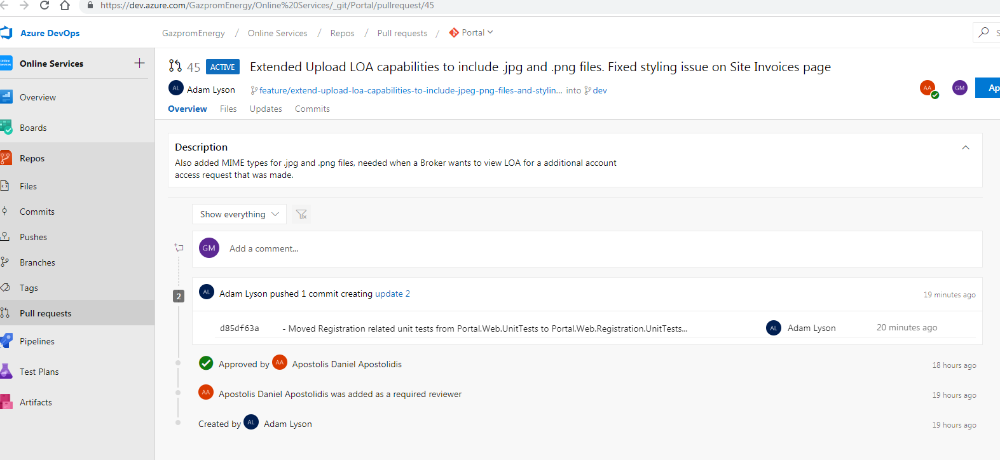 https://dev.azure.com/GazpromEnergy/Online%20Services/_git/Portal/pullrequest/45
Azure DevOps
GazpromEnergy / Online Services / Repos / Pull requests / Portal
S
Online Services
Online Services +
Overview
Boards
Repos
Files
Commits
Pushes
Branches
Tags
Pull requests
Pipelines
Test Plans
Artifacts
45 ACTIVE Extended Upload LOA capabilities to include .jpg and .png files. Fixed styling issue on Site Invoices page
AL Adam Lyson feature/extend-upload-loa-capabilities-to-include-jpeg-png-files-and-stylin... into dev
AA GM Ap
Overview Files Updates Commits
Description
Also added MIME types for .jpg and .png files, needed when a Broker wants to view LOA for a additional account
access request that was made.
Show everything
GM Add a comment...
2 AL Adam Lyson pushed 1 commit creating update 2 19 minutes ago
d85df63a - Moved Registration related unit tests from Portal.Web.UnitTests to Portal.Web.Registration.UnitTests... AL Adam Lyson 20 minutes ago
Approved by AA Apostolis Daniel Apostolidis 18 hours ago
AA Apostolis Daniel Apostolidis was added as a required reviewer 19 hours ago
Created by AL Adam Lyson 19 hours ago